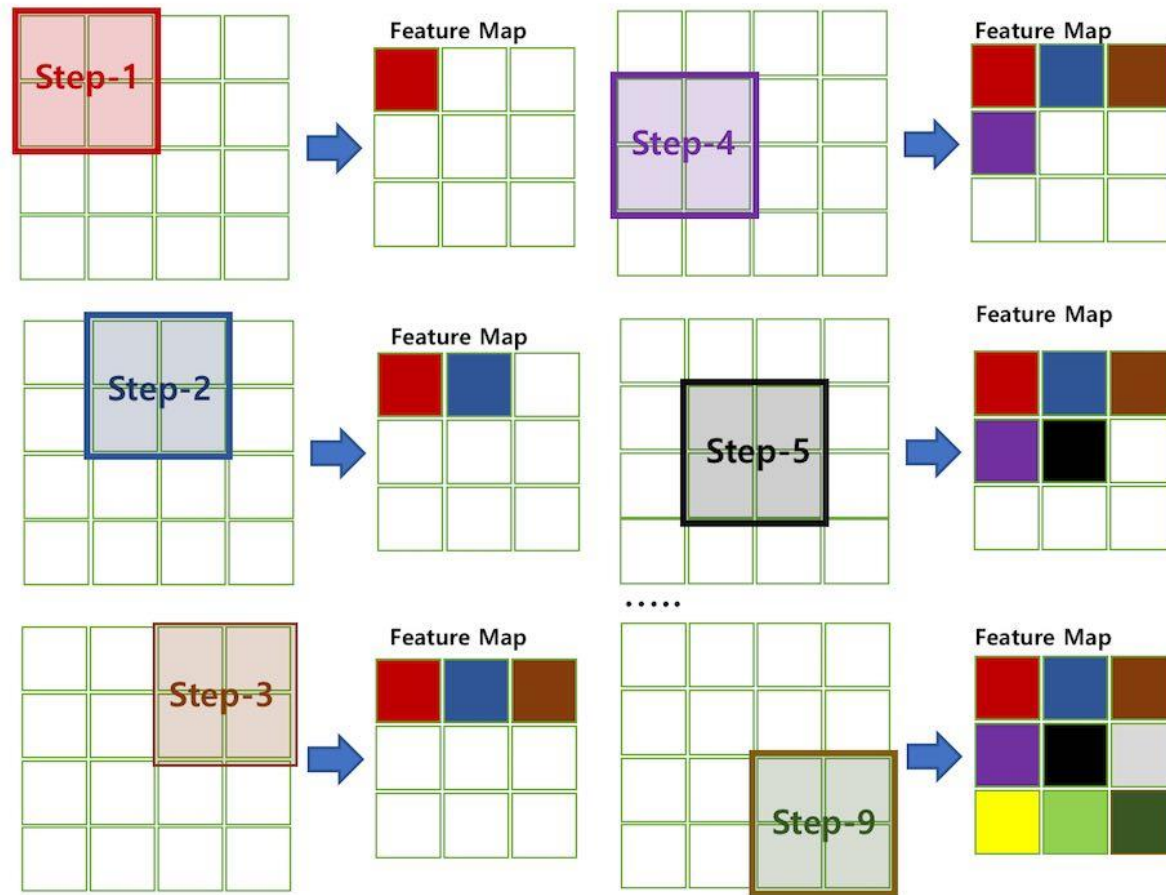 Feature Map
Step-1
Feature Map
Step-2
Feature Map
Step-3
Feature Map
Step-4
Feature Map
Step-5
.....
Feature Map
Step-9